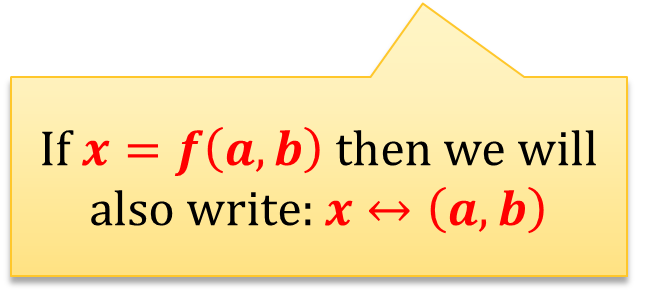 If x = f(a, b) then we will
also write: x ↔ (a, b)